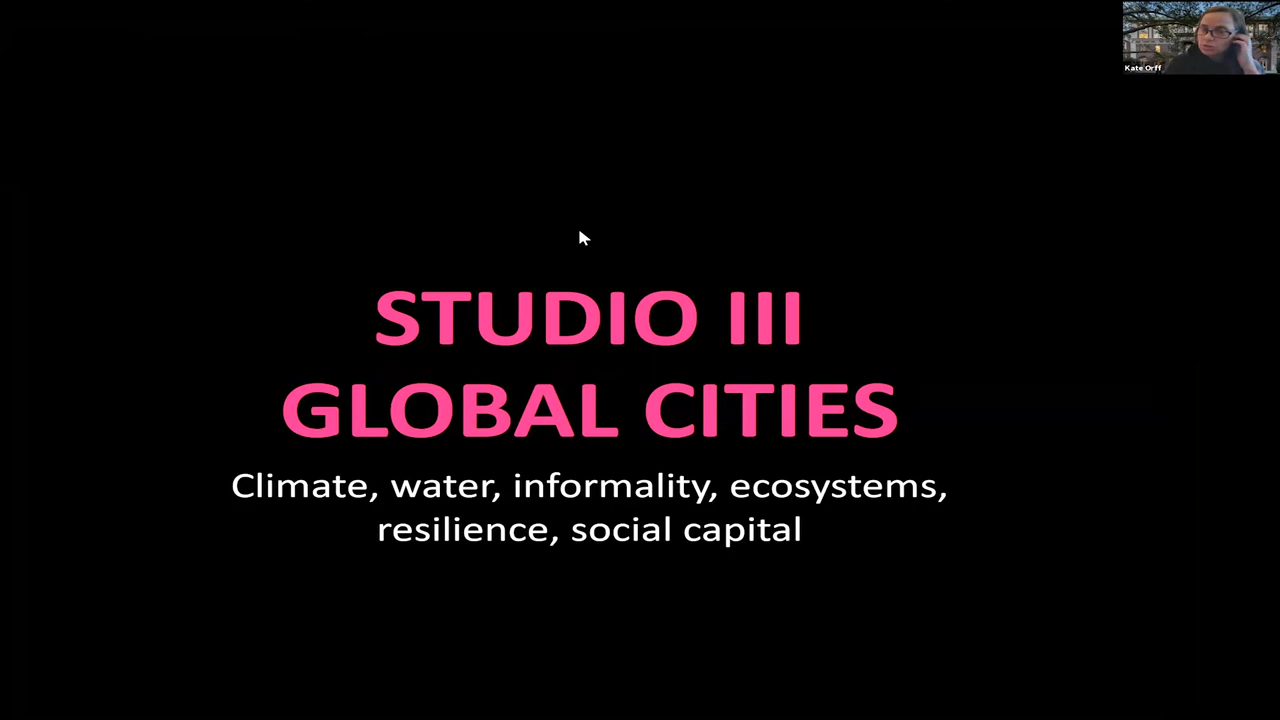 Kate Orff
STUDIO III
GLOBAL CITIES
Climate, water, informality, ecosystems,
resilience, social capital